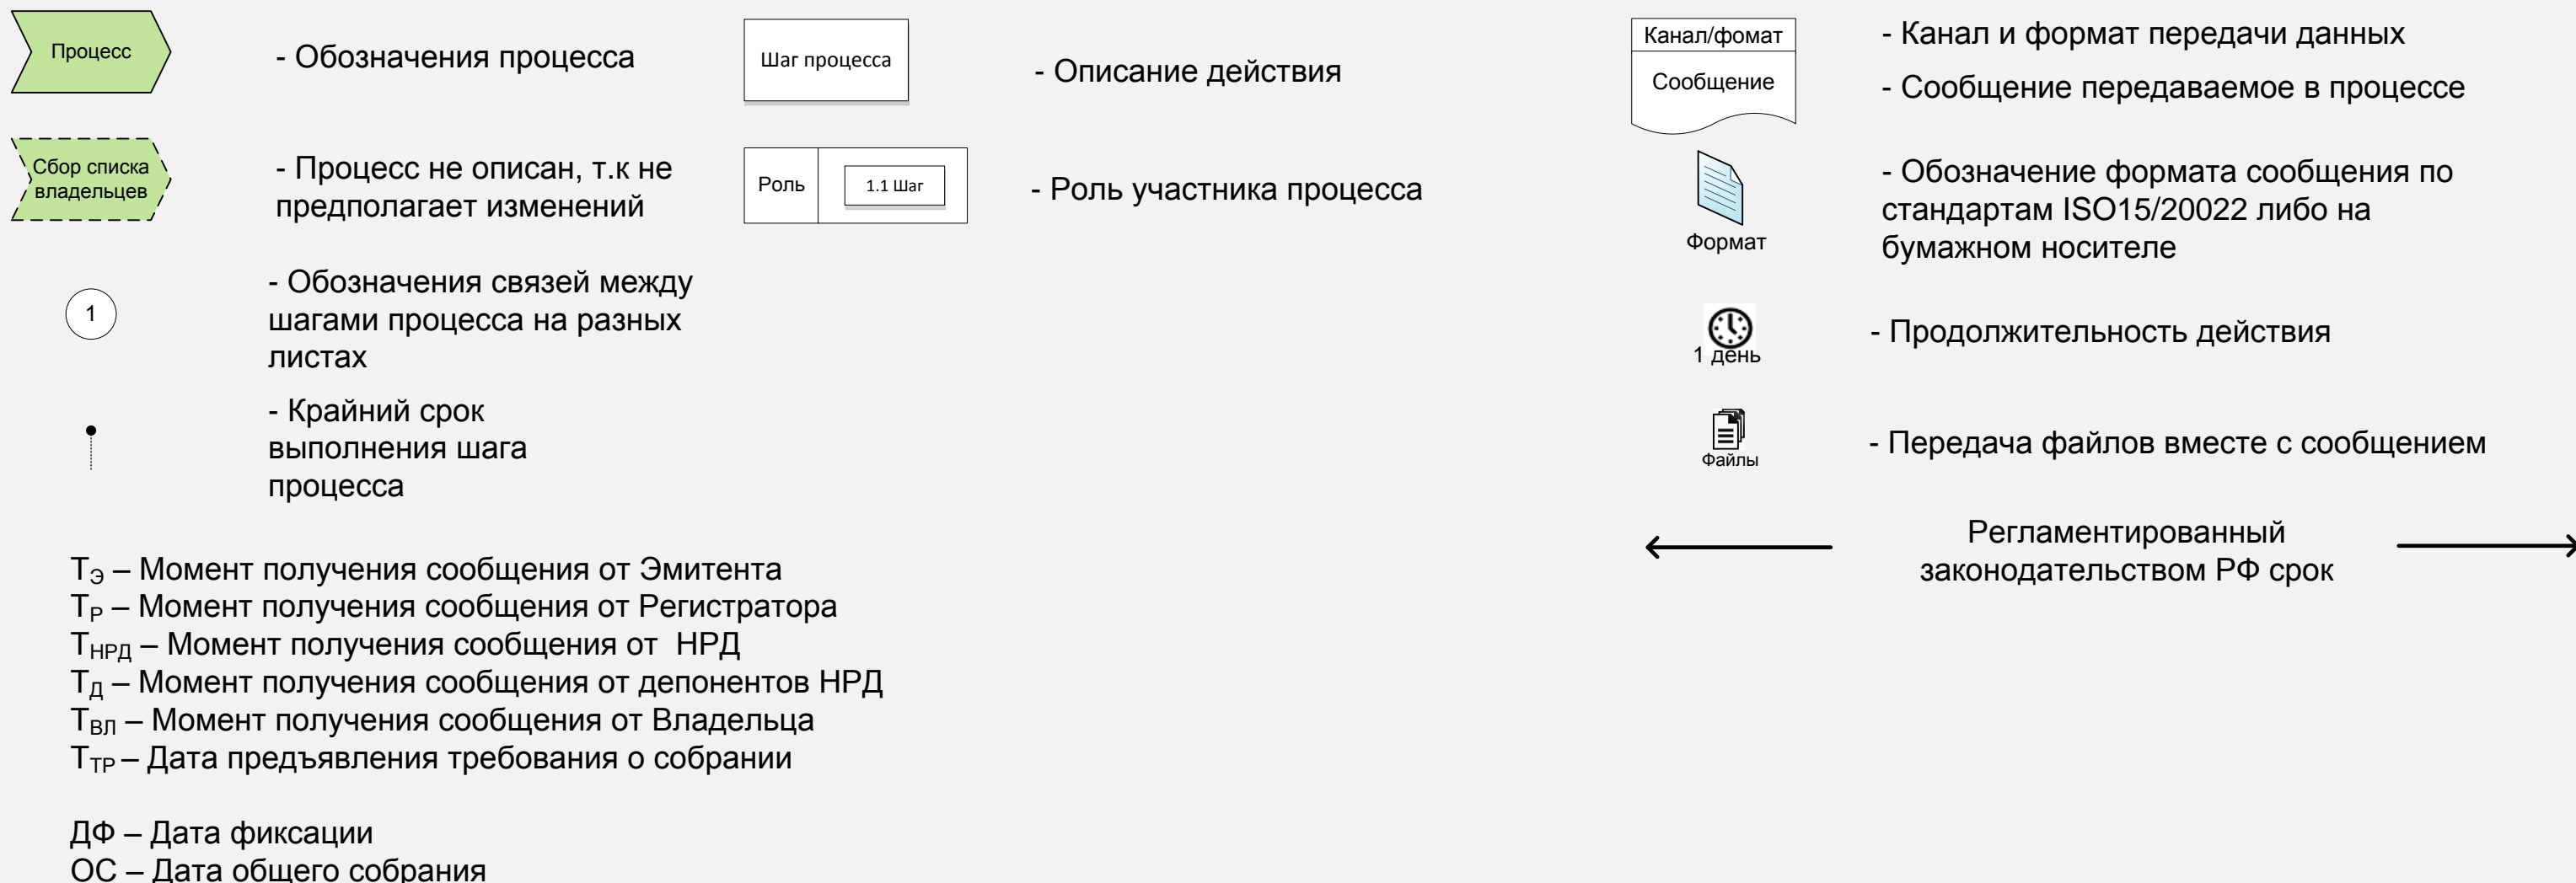 Процесс
- Обозначения процесса
Шаг процесса
- Описание действия
Канал/фомат
Сообщение
- Канал и формат передачи данных
- Сообщение передаваемое в процессе
Сбор списка
владельцев
- Процесс не описан, т.к не
предполагает изменений
Роль
1.1 Шаг
- Роль участника процесса
Формат
- Обозначение формата сообщения по
стандартам ISO15/20022 либо на
бумажном носителе
1
- Обозначения связей между
шагами процесса на разных
листах
1 день
- Продолжительность действия
- Крайний срок
выполнения шага
процесса
Файлы
- Передача файлов вместе с сообщением
Регламентированный
законодательством РФ срок
TЭ – Момент получения сообщения от Эмитента
TР – Момент получения сообщения от Регистратора
TНРД – Момент получения сообщения от НРД
TД – Момент получения сообщения от депонентов НРД
TВЛ – Момент получения сообщения от Владельца
TТР – Дата предъявления требования о собрании
ДФ – Дата фиксации
ОС – Дата общего собрания